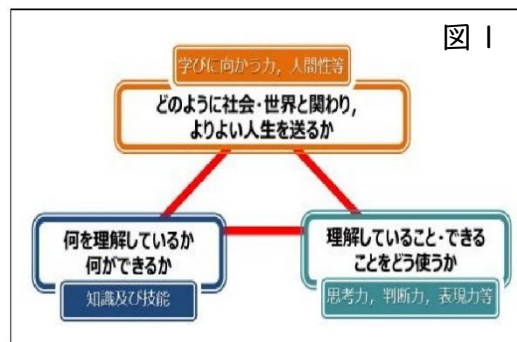 図1
学びに向かう力，人間性等
どのように社会・世界と関わり，
よりよい人生を送るか
何を理解しているか
何ができるか
知識及び技能
理解していること・できる
ことをどう使うか
思考力，判断力，表現力等